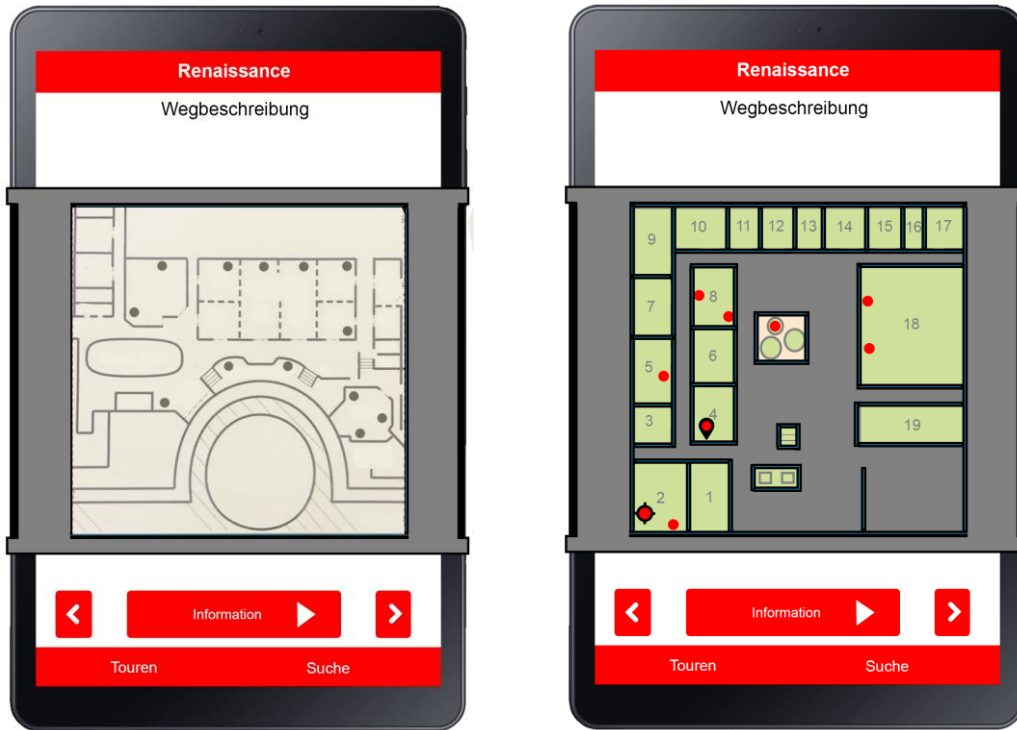 Renaissance
Wegbeschreibung
Information
Touren Suche
Renaissance
Wegbeschreibung
9 10 11 12 13 14 15 16 17
7 8 18
5 6
3 4 19
2 1
Information
Touren Suche